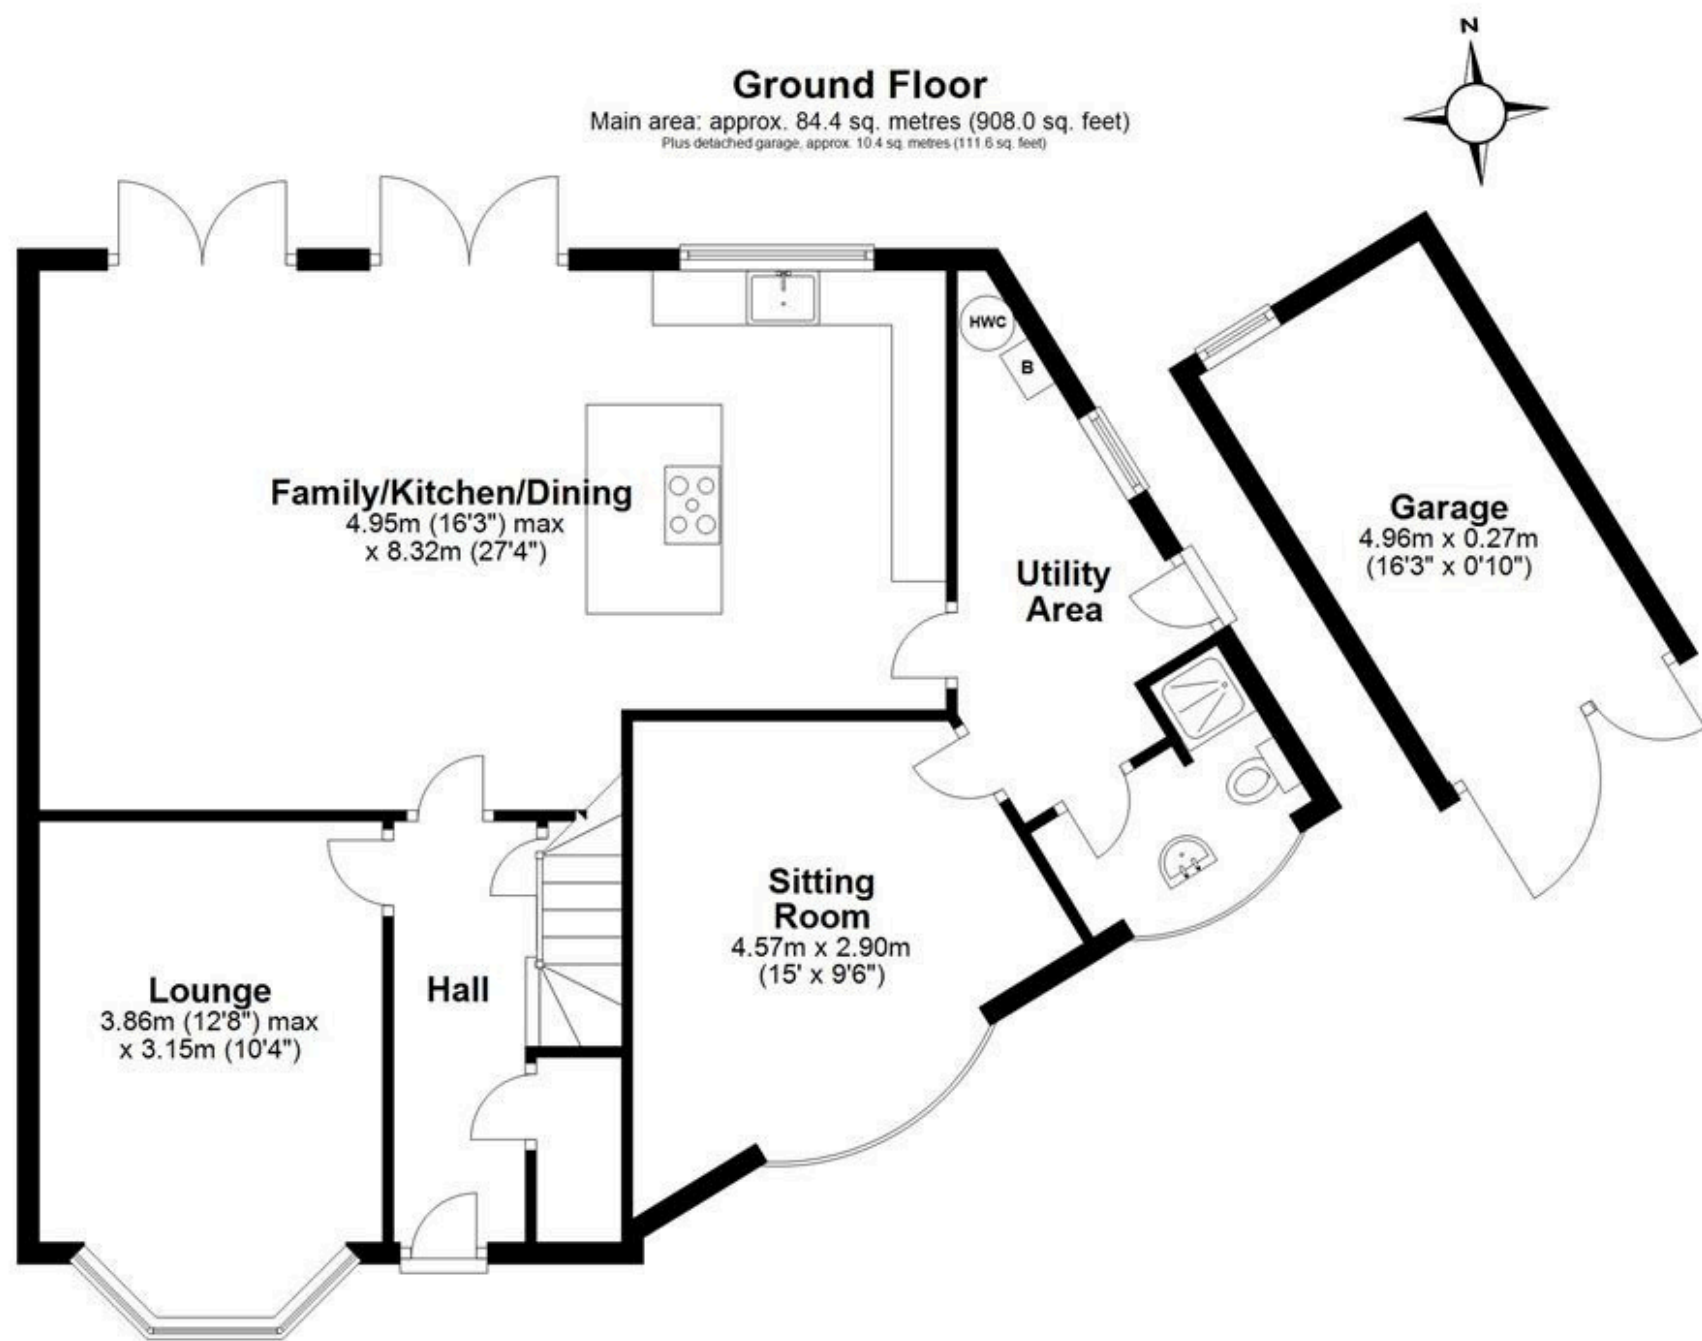 N
Ground Floor
Main area: approx. 84.4 sq. metres (908.0 sq. feet)
Plus detached garage, approx. 10.4 sq. metres (111.6 sq. feet)
HWC
B
Family/Kitchen/Dining
4.95m (16'3") max
x 8.32m (27'4")
Utility
Area
Garage
4.96m x 0.27m
(16'3" x 0'10")
Sitting
Room
4.57m x 2.90m
(15' x 9'6")
Lounge
3.86m (12'8") max
x 3.15m (10'4")
Hall